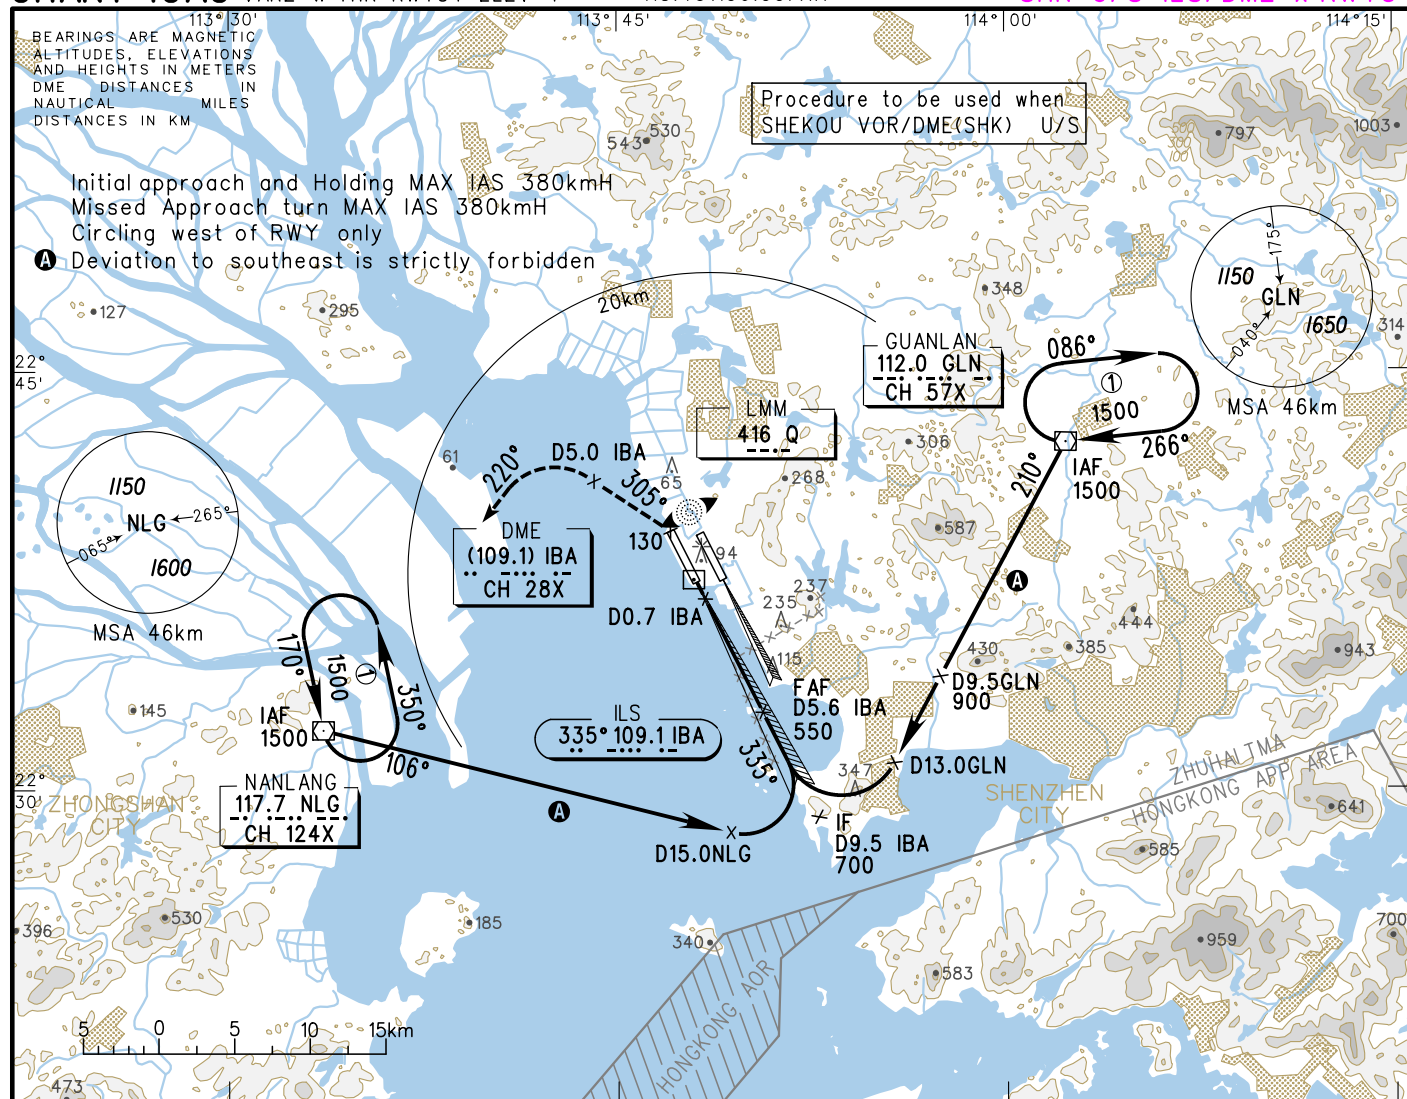 113°30'
113°45'
114°00'
114°15'
BEARINGS ARE MAGNETIC
ALTITUDES, ELEVATIONS
AND HEIGHTS IN METERS
DME DISTANCES IN
NAUTICAL MILES
DISTANCES IN KM
Procedure to be used when
SHEKOU VOR/DME(SHK) U/S
543
530
797
1003
500
300
100
Initial approach and Holding MAX IAS 380kmH
Missed Approach turn MAX IAS 380kmH
Circling west of RWY only
A Deviation to southeast is strictly forbidden
127
295
20km
348
175°
1150
GLN
1650
040°
MSA 46km
314
22°
45'
GUANLAN
112.0 GLN
CH 57X
086°
1
1500
266°
IAF
1500
210°
LMM
416 Q
306
268
587
61
D5.0 IBA
220°
305°
65
130
94
DME
(109.1) IBA
CH 28X
D0.7 IBA
1150
NLG
265°
065°
1600
MSA 46km
237
235
115
A
444
430
385
943
170°
1500
1
350°
145
IAF
1500
106°
FAF
D5.6 IBA
550
D9.5GLN
900
ILS
335° 109.1 IBA
335°
347
D13.0GLN
22°
30'
ZHONGSHAN
CITY
NANLANG
117.7 NLG
CH 124X
A
D15.0NLG
IF
D9.5 IBA
700
SHENZHEN
CITY
ZHUHAI TMA
HONGKONG APP AREA
641
585
530
396
185
340
959
583
700
HONGKONG AOR
5 0 5 10 15km
473